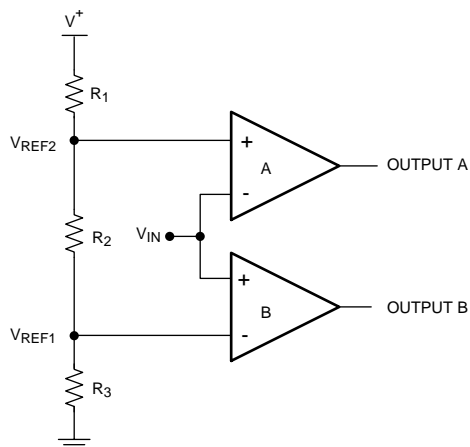 V+
R1
VREF2
+
A
OUTPUT A
-
R2
VIN
+
B
OUTPUT B
VREF1
-
R3